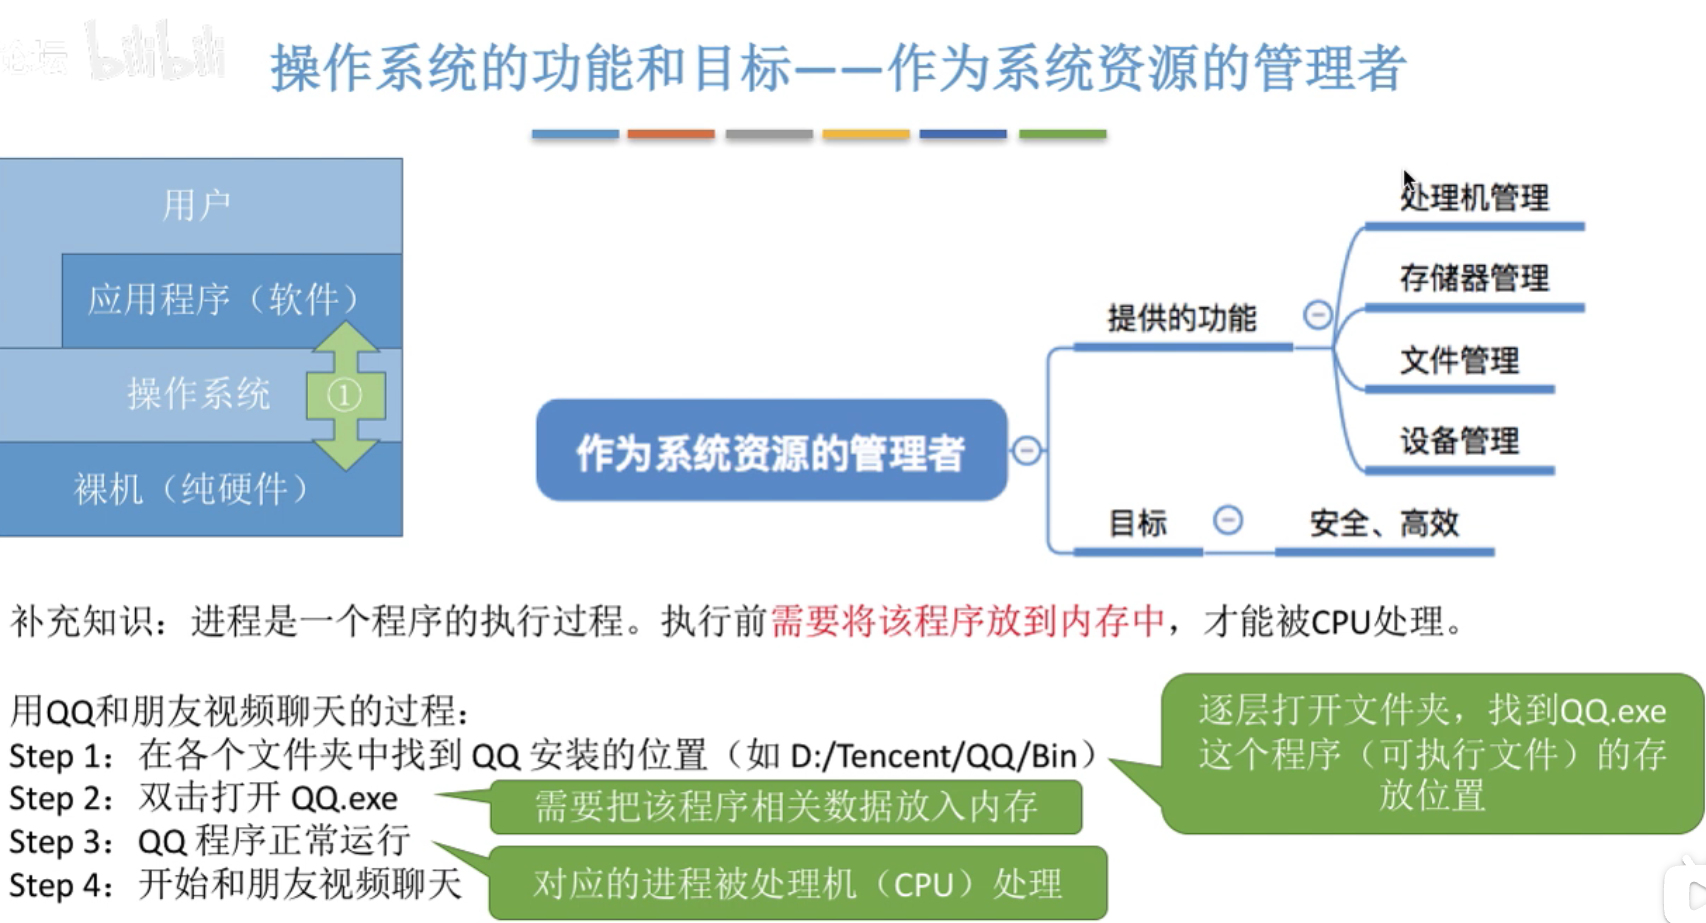 论坛 bilibili
操作系统的功能和目标——作为系统资源的管理者
用户
应用程序（软件）
操作系统
①
裸机（纯硬件）
作为系统资源的管理者
提供的功能
处理机管理
存储器管理
文件管理
设备管理
目标
安全、高效
补充知识：进程是一个程序的执行过程。执行前需要将该程序放到内存中，才能被CPU处理。
用QQ和朋友视频聊天的过程：
Step 1：在各个文件夹中找到 QQ 安装的位置（如 D:/Tencent/QQ/Bin）
逐层打开文件夹，找到QQ.exe
这个程序（可执行文件）的存
放位置
Step 2：双击打开 QQ.exe
需要把该程序相关数据放入内存
Step 3：QQ 程序正常运行
对应的进程被处理机（CPU）处理
Step 4：开始和朋友视频聊天